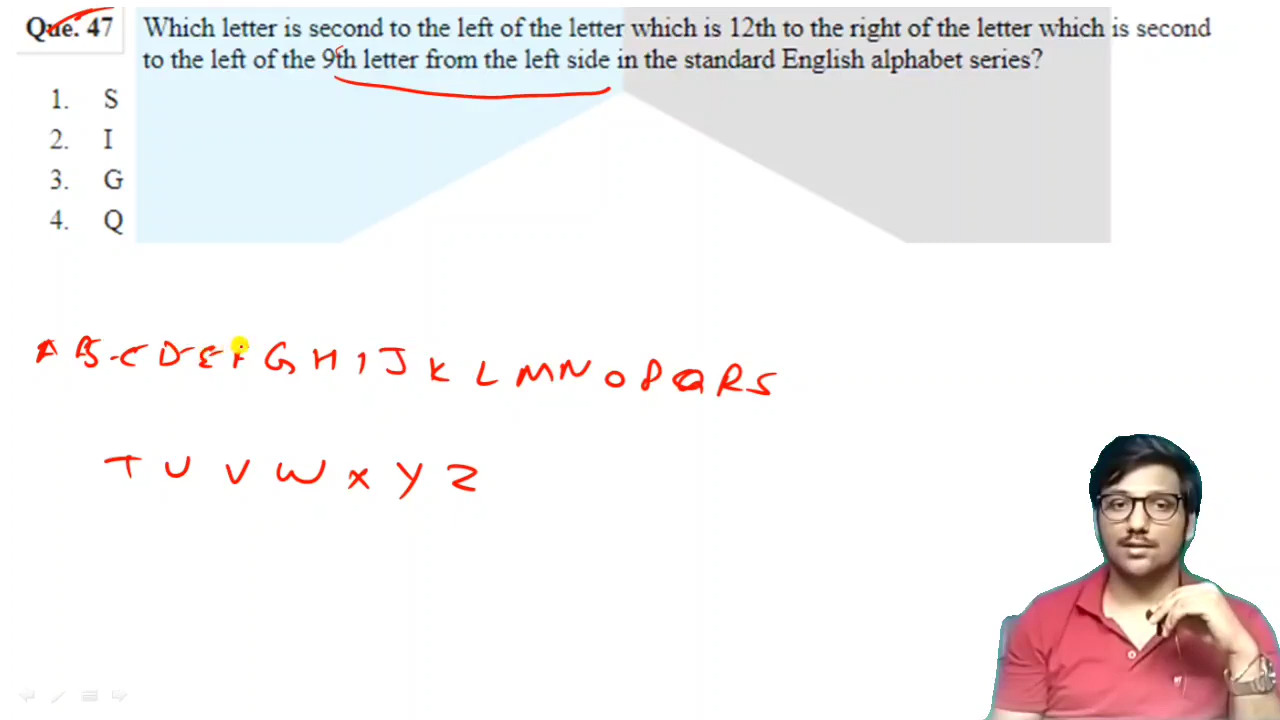 Que. 47 Which letter is second to the left of the letter which is 12th to the right of the letter which is second
to the left of the 9th letter from the left side in the standard English alphabet series?
1. S
2. I
3. G
4. Q
A B C D E F G H I J K L M N O P Q R S
T U V W X Y Z